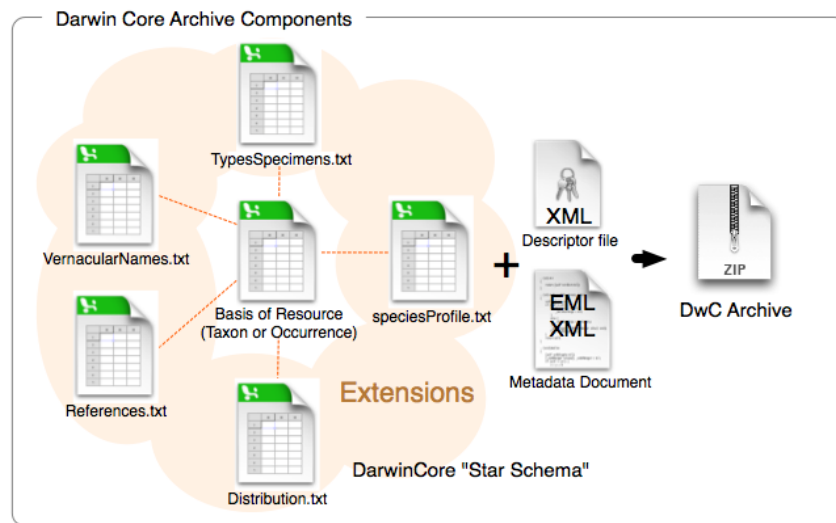 Darwin Core Archive Components
TypesSpecimens.txt
VernacularNames.txt
Basis of Resource
(Taxon or Occurrence)
speciesProfile.txt
References.txt
Distribution.txt
Extensions
DarwinCore "Star Schema"
+
XML
Descriptor file
EML
XML
Metadata Document
ZIP
DwC Archive